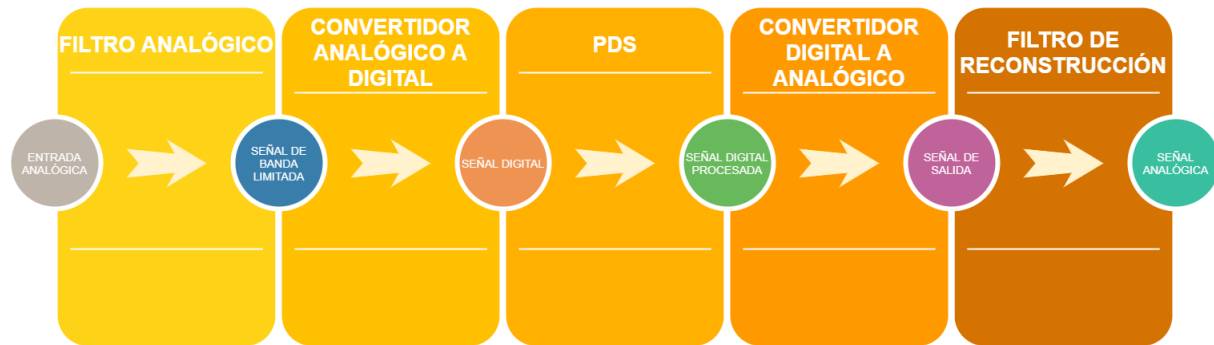 FILTRO ANALÓGICO
CONVERTIDOR
ANALÓGICO A
DIGITAL
PDS
CONVERTIDOR
DIGITAL A
ANALÓGICO
FILTRO DE
RECONSTRUCCIÓN
ENTRADA
ANALÓGICA
SEÑAL DE
BANDA
LIMITADA
SEÑAL DIGITAL
SEÑAL DIGITAL
PROCESADA
SEÑAL DE
SALIDA
SEÑAL
ANALÓGICA